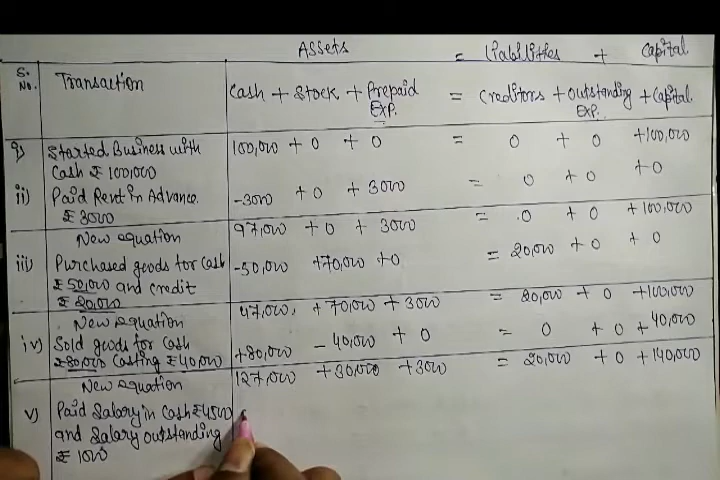 Assets = liabilities + Capital
S. No. Transaction Cash + Stock + Prepaid Exp. = Creditors + Outstanding Exp. + Capital
i) Started Business with 100,000 + 0 + 0 = 0 + 0 +100,000
Cash ₹ 100,000
ii) Paid Rent in Advance. -3000 + 0 + 3000 = 0 + 0 + 0
₹ 3000
New equation 97,000 + 0 + 3000 = 0 + 0 + 100,000
iii) Purchased goods for Cash -50,000 +70,000 +0 = 20,000 + 0 + 0
₹ 50,000 and credit
₹ 20,000
New equation 47,000, + 70,000 + 3000 = 20,000 + 0 +100,000
iv) Sold goods for Cash +80,000 - 40,000 + 0 = 0 + 0 + 40,000
₹ 80,000 Casting ₹ 40,000
New equation 127,000 + 30,000 + 3000 = 20,000 + 0 + 140,000
v) Paid Salary in Cash ₹ 4500
and Salary outstanding
₹ 1000